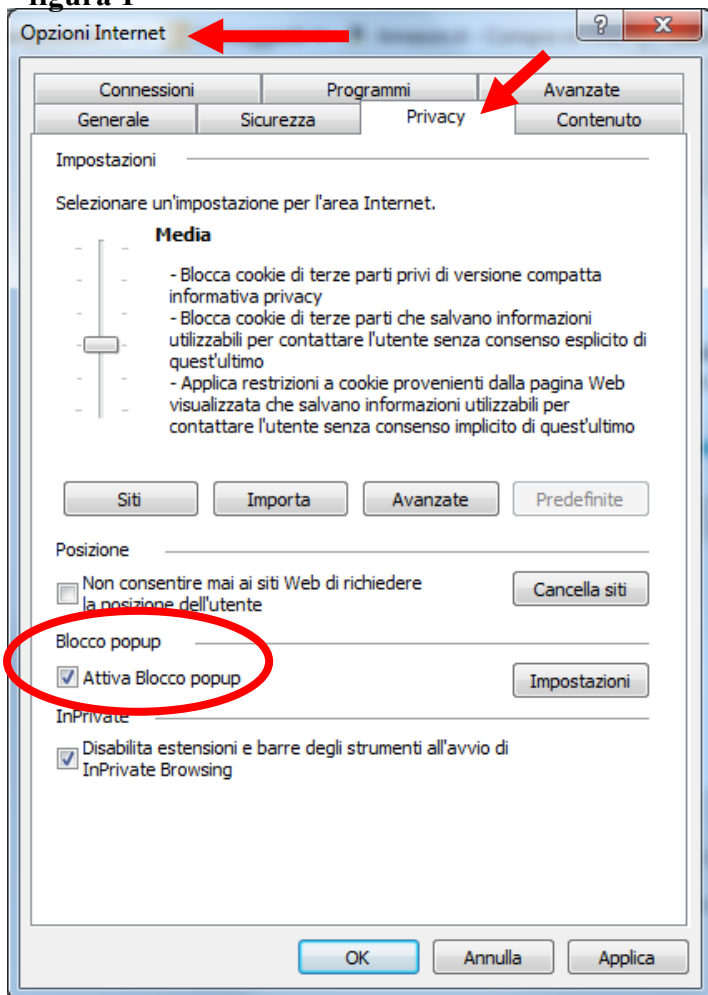 figura 1
Opzioni Internet
Connessioni Programmi Avanzate
Generale Sicurezza Privacy Contenuto
Impostazioni
Selezionare un'impostazione per l'area Internet.
Media
- Blocca cookie di terze parti privi di versione compatta
informativa privacy
- Blocca cookie di terze parti che salvano informazioni
utilizzabili per contattare l'utente senza consenso esplicito di
quest'ultimo
- Applica restrizioni a cookie provenienti dalla pagina Web
visualizzata che salvano informazioni utilizzabili per
contattare l'utente senza consenso implicito di quest'ultimo
Siti Importa Avanzate Predefinite
Posizione
Non consentire mai ai siti Web di richiedere
la posizione dell'utente
Cancella siti
Blocco popup
Attiva Blocco popup
Impostazioni
InPrivate
Disabilita estensioni e barre degli strumenti all'avvio di
InPrivate Browsing
OK Annulla Applica